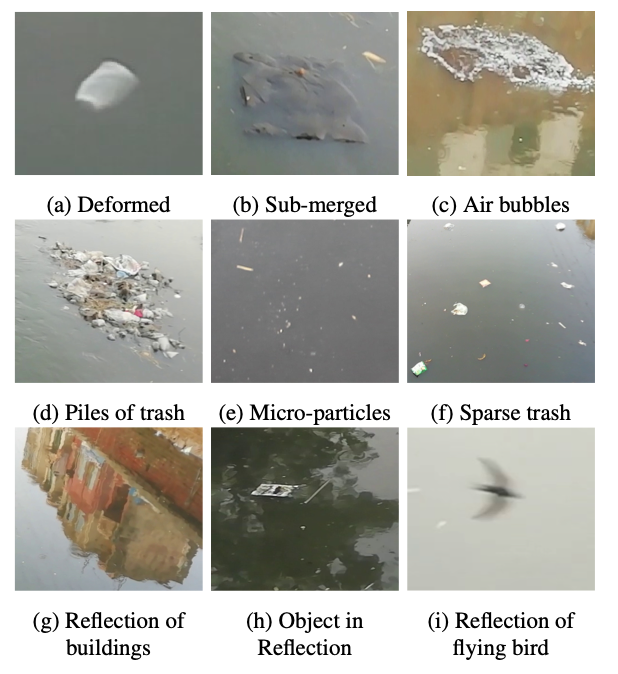 (a) Deformed
(b) Sub-merged
(c) Air bubbles
(d) Piles of trash
(e) Micro-particles
(f) Sparse trash
(g) Reflection of
buildings
(h) Object in
Reflection
(i) Reflection of
flying bird